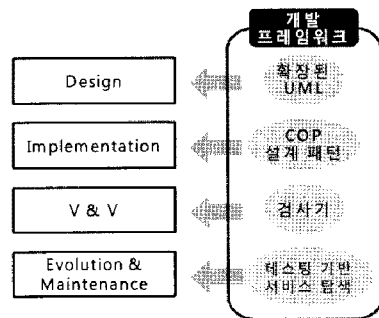 개발
프레임워크
Design
확장된
UML
Implementation
COP
설계 패턴
V & V
검사기
Evolution &
Maintenance
테스팅 기반
서비스 탐색